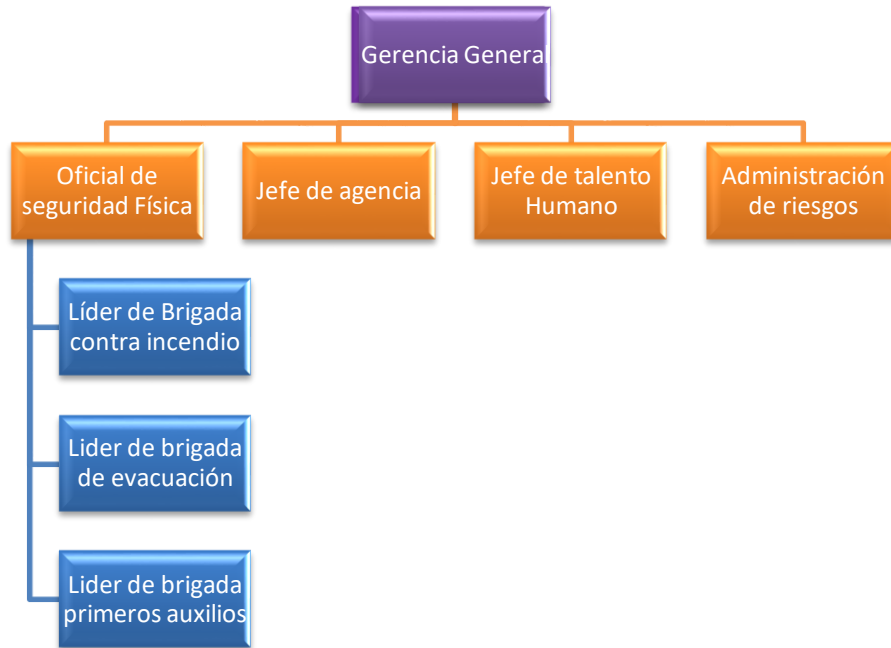 Gerencia General
Oficial de
seguridad Física
Jefe de agencia
Jefe de talento
Humano
Administración
de riesgos
Líder de Brigada
contra incendio
Lider de brigada
de evacuación
Lider de brigada
primeros auxilios